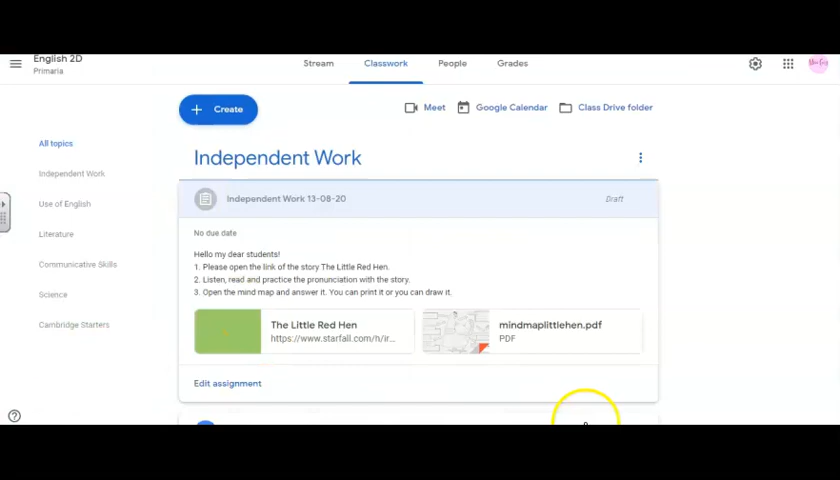 English 2D
Primaria
Stream
Classwork
People
Grades
Create
Meet
Google Calendar
Class Drive folder
All topics
Independent Work
Use of English
Literature
Communicative Skills
Science
Cambridge Starters
Independent Work
Independent Work 13-08-20
Draft
No due date
Hello my dear students!
1. Please open the link of the story The Little Red Hen.
2. Listen, read and practice the pronunciation with the story.
3. Open the mind map and answer it. You can print it or you can draw it.
The Little Red Hen
https://www.starfall.com/h/ir...
mindmaplittlehen.pdf
PDF
Edit assignment